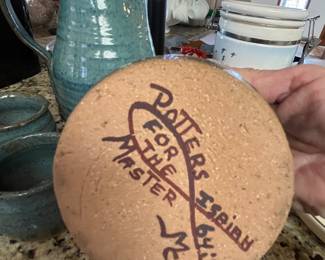 POTTERS
FOR
THE
MASTER
ISAIAH
64: